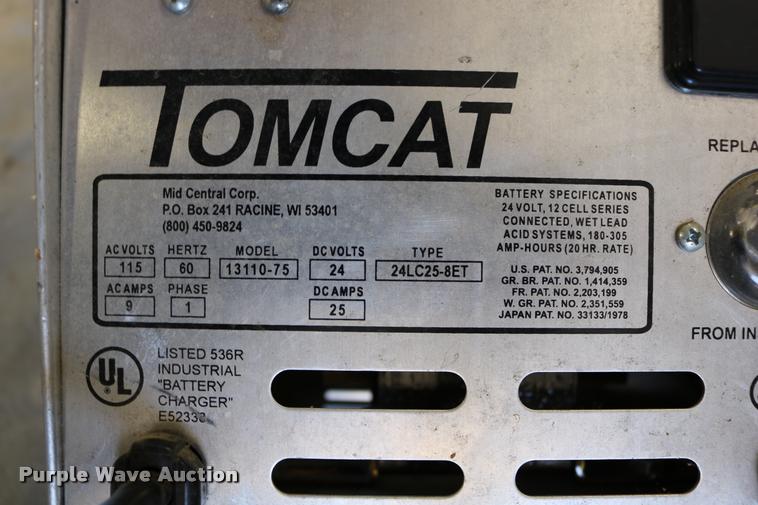 TOMCAT
REPLA
Mid Central Corp.
P.O. Box 241 RACINE, WI 53401
(800) 450-9824
BATTERY SPECIFICATIONS
24 VOLT, 12 CELL SERIES
CONNECTED, WET LEAD
ACID SYSTEMS, 180-305
AMP-HOURS (20 HR. RATE)
AC VOLTS HERTZ MODEL DC VOLTS TYPE
115 60 13110-75 24 24LC25-8ET
AC AMPS PHASE DC AMPS
9 1 25
U.S. PAT. NO. 3,794,905
GR. BR. PAT. NO. 1,414,359
FR. PAT. NO. 2,203,199
W. GR. PAT. NO. 2,351,559
JAPAN PAT. NO. 33133/1978
FROM IN
UL
LISTED 536R
INDUSTRIAL
"BATTERY
CHARGER"
E52333
Purple Wave Auction